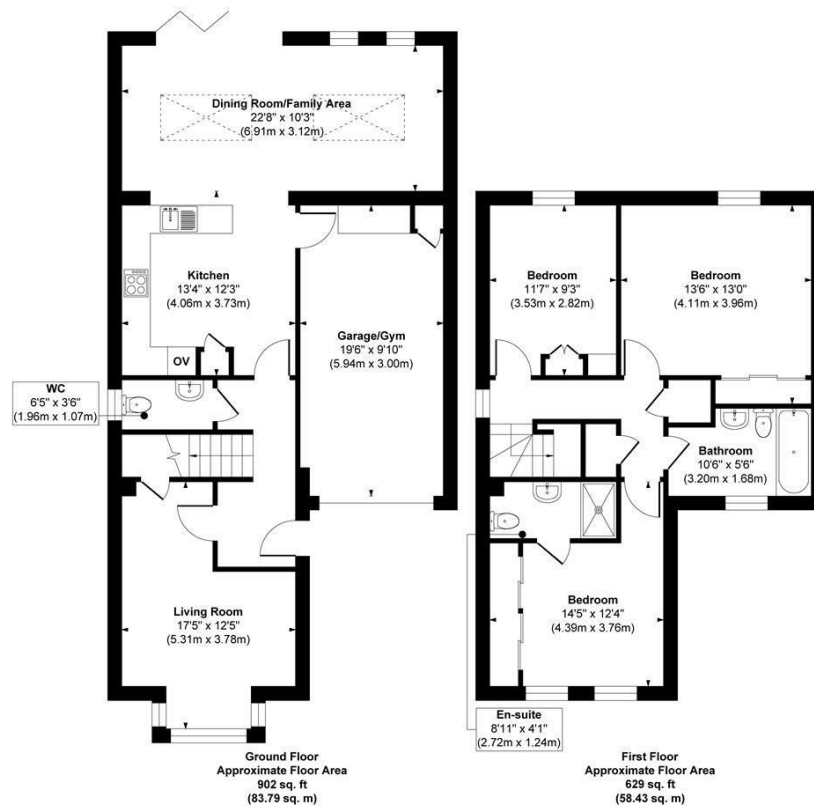 Dining Room/Family Area
22'8" x 10'3"
(6.91m x 3.12m)
Kitchen
13'4" x 12'3"
(4.06m x 3.73m)
OV
Garage/Gym
19'6" x 9'10"
(5.94m x 3.00m)
WC
6'5" x 3'6"
(1.96m x 1.07m)
Living Room
17'5" x 12'5"
(5.31m x 3.78m)
Ground Floor
Approximate Floor Area
902 sq. ft
(83.79 sq. m)
Bedroom
11'7" x 9'3"
(3.53m x 2.82m)
Bedroom
13'6" x 13'0"
(4.11m x 3.96m)
Bathroom
10'6" x 5'6"
(3.20m x 1.68m)
Bedroom
14'5" x 12'4"
(4.39m x 3.76m)
En-suite
8'11" x 4'1"
(2.72m x 1.24m)
First Floor
Approximate Floor Area
629 sq. ft
(58.43 sq. m)